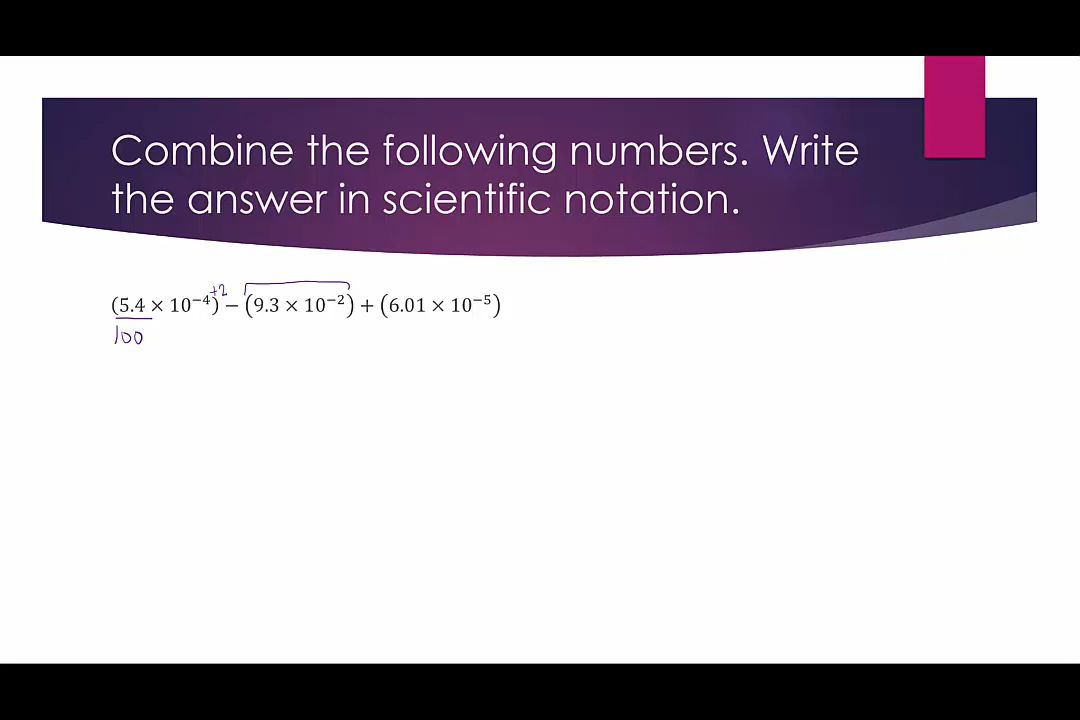 Combine the following numbers. Write
the answer in scientific notation.
+2
(5.4 × 10⁻⁴) − (9.3 × 10⁻²) + (6.01 × 10⁻⁵)
100